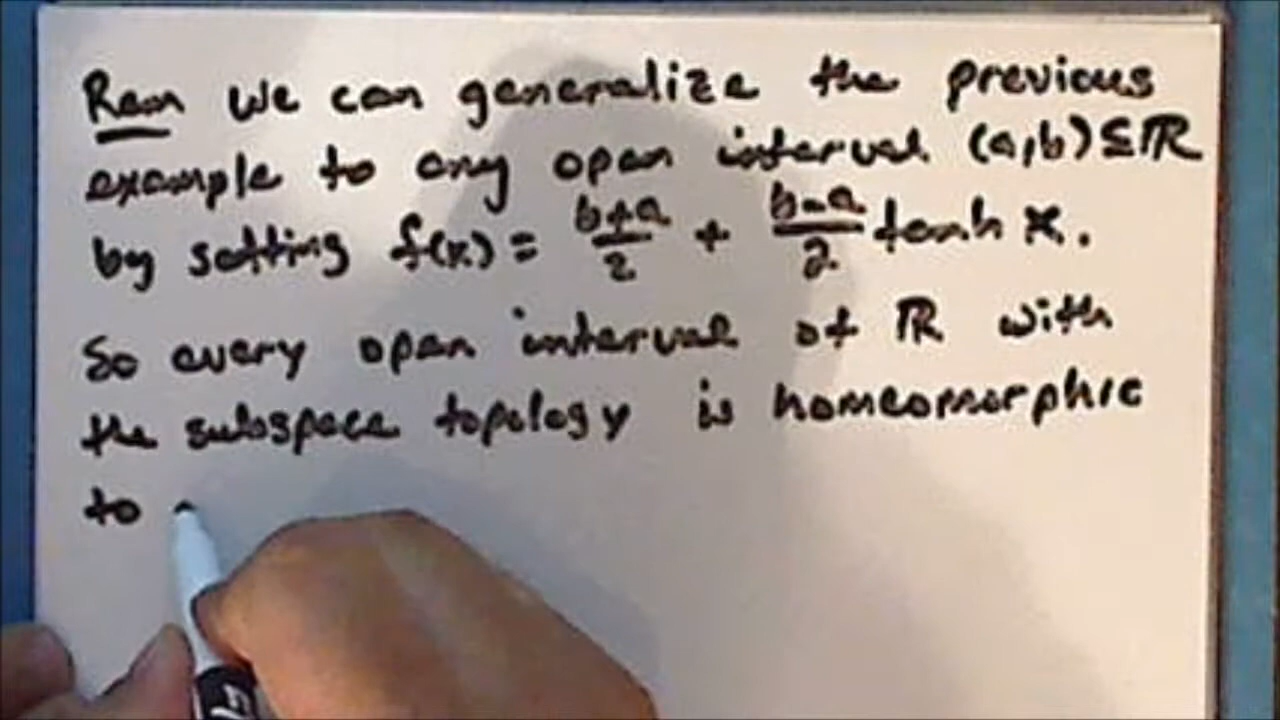 Rem We can generalize the previous
example to any open interval (a,b) ⊆ ℝ
by setting f(x) = b+a/2 + b-a/2 tanh x.
So every open interval of ℝ with
the subspace topology is homeomorphic
to